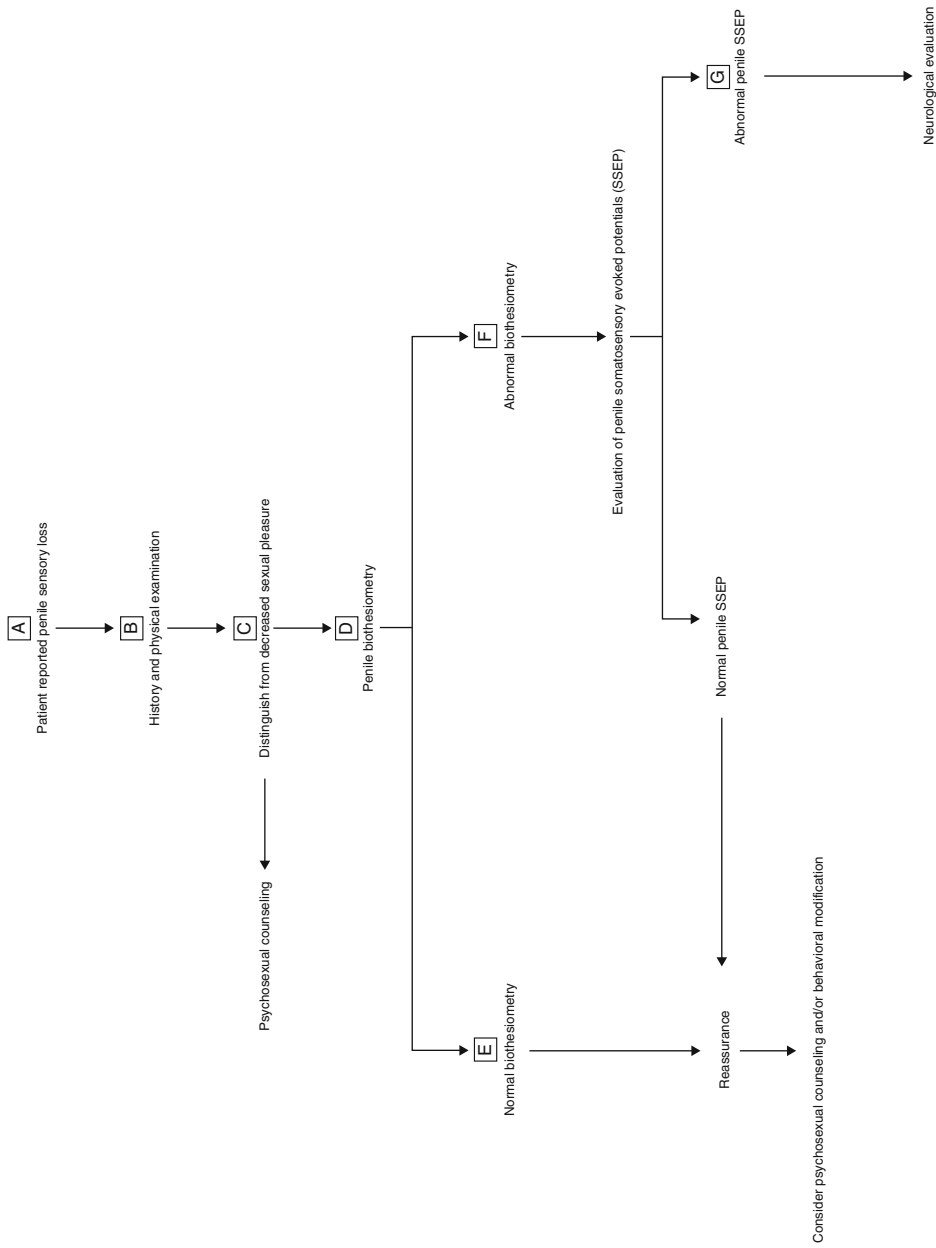 A
Patient reported penile sensory loss
B
History and physical examination
C
Distinguish from decreased sexual pleasure
Psychosexual counseling
D
Penile biothesiometry
E
Normal biothesiometry
F
Abnormal biothesiometry
Evaluation of penile somatosensory evoked potentials (SSEP)
Normal penile SSEP
G
Abnormal penile SSEP
Reassurance
Consider psychosexual counseling and/or behavioral modification
Neurological evaluation